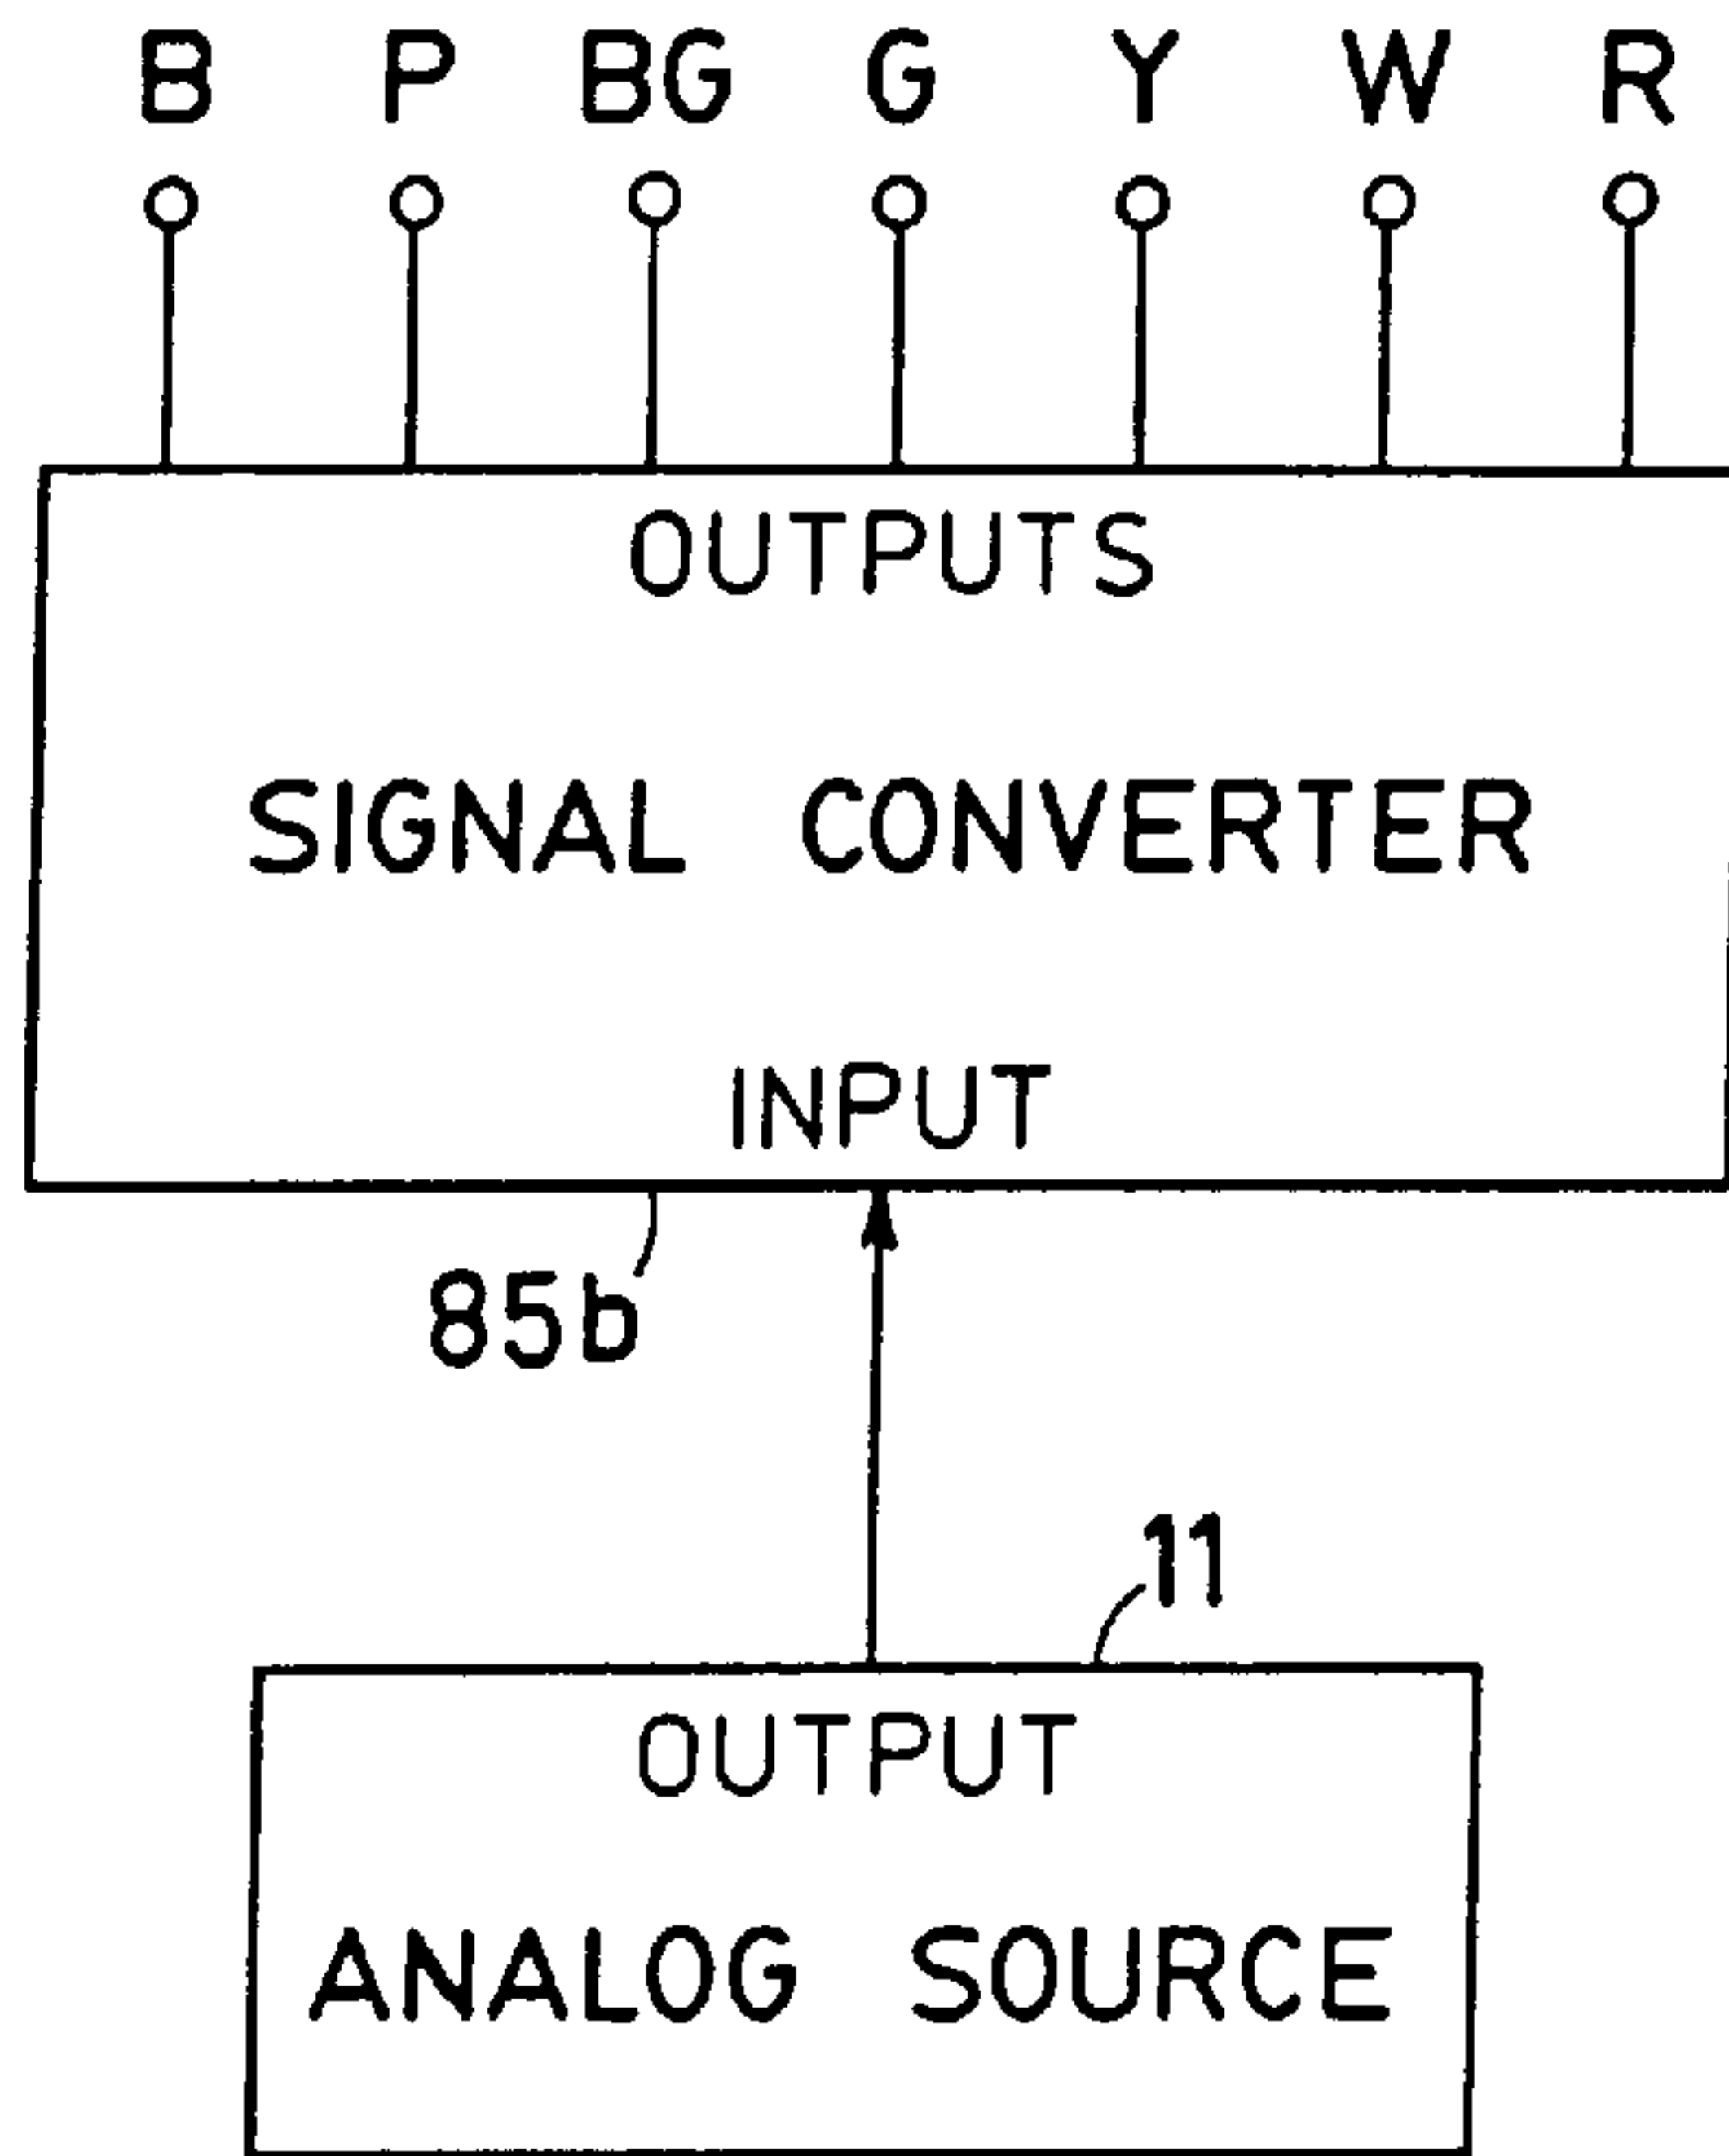 B P BG G Y W R
OUTPUTS
SIGNAL CONVERTER
INPUT
85b
11
OUTPUT
ANALOG SOURCE